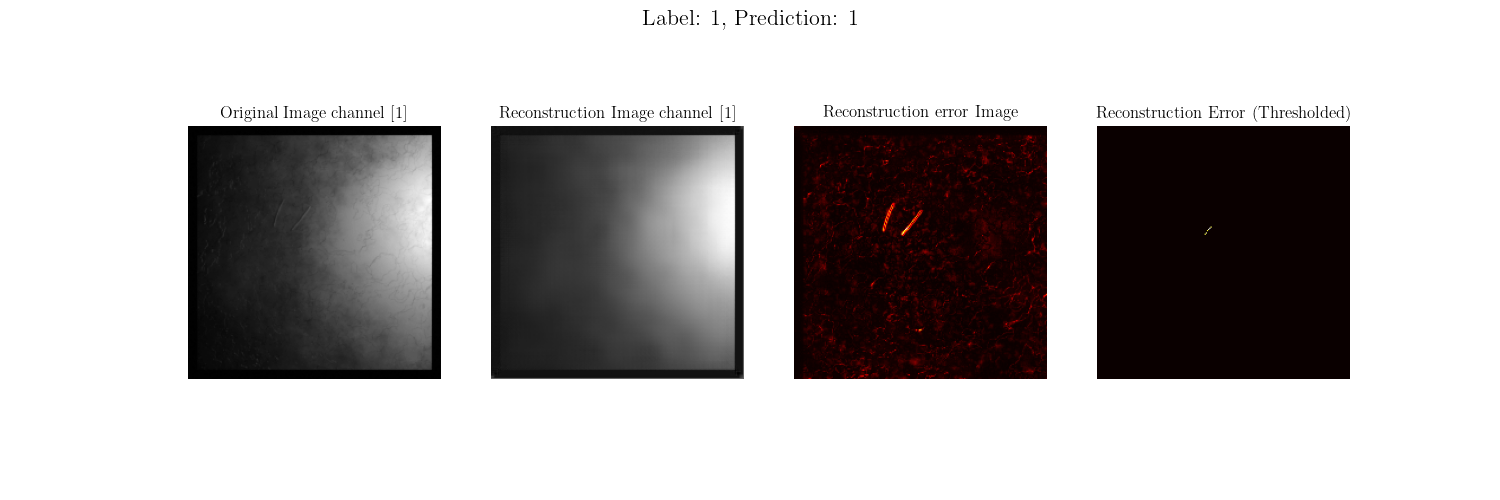 Label: 1, Prediction: 1
Original Image channel [1]
Reconstruction Image channel [1]
Reconstruction error Image
Reconstruction Error (Thresholded)